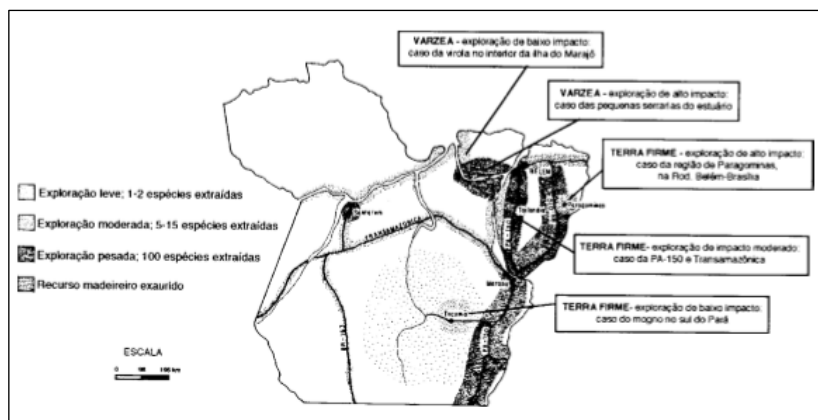 VARZEA - exploração de baixo impacto:
caso da virola no interior da ilha do Marajó
VARZEA - exploração de alto impacto:
caso das pequenas serrarias do estuário
TERRA FIRME - exploração de alto impacto:
caso da região de Paragominas,
na Rod. Belém-Brasília
TERRA FIRME- exploração de impacto moderado:
caso da PA-150 e Transamazônica
TERRA FIRME- exploração de baixo impacto:
caso do mogno no sul do Pará
Exploração leve; 1-2 espécies extraídas
Exploração moderada; 5-15 espécies extraídas
Exploração pesada; 100 espécies extraídas
Recurso madeireiro exaurido
TRANSAMAZONICA
Paragominas
ESCALA